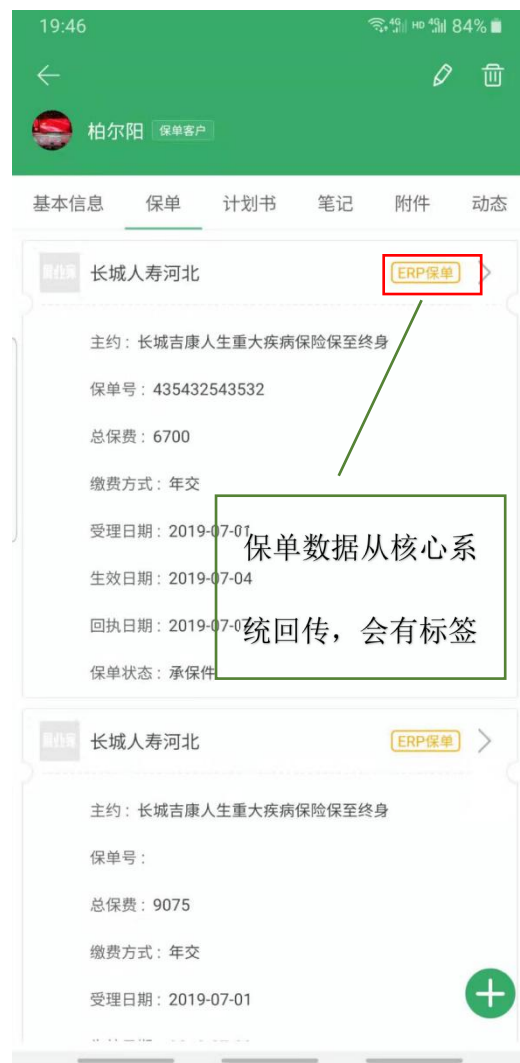 19:46
4G HD 4G 84%
柏尔阳 保单客户
基本信息 保单 计划书 笔记 附件 动态
长城人寿河北 ERP保单
主约：长城吉康人生重大疾病保险保至终身
保单号：435432543532
总保费：6700
缴费方式：年交
受理日期：2019-07-01
生效日期：2019-07-04
回执日期：2019-07-0
保单状态：承保件
保单数据从核心系
统回传，会有标签
长城人寿河北 ERP保单
主约：长城吉康人生重大疾病保险保至终身
保单号：
总保费：9075
缴费方式：年交
受理日期：2019-07-01